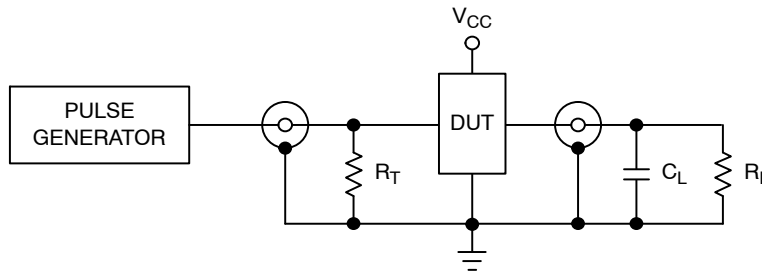 VCC
PULSE
GENERATOR
DUT
RT
CL
R